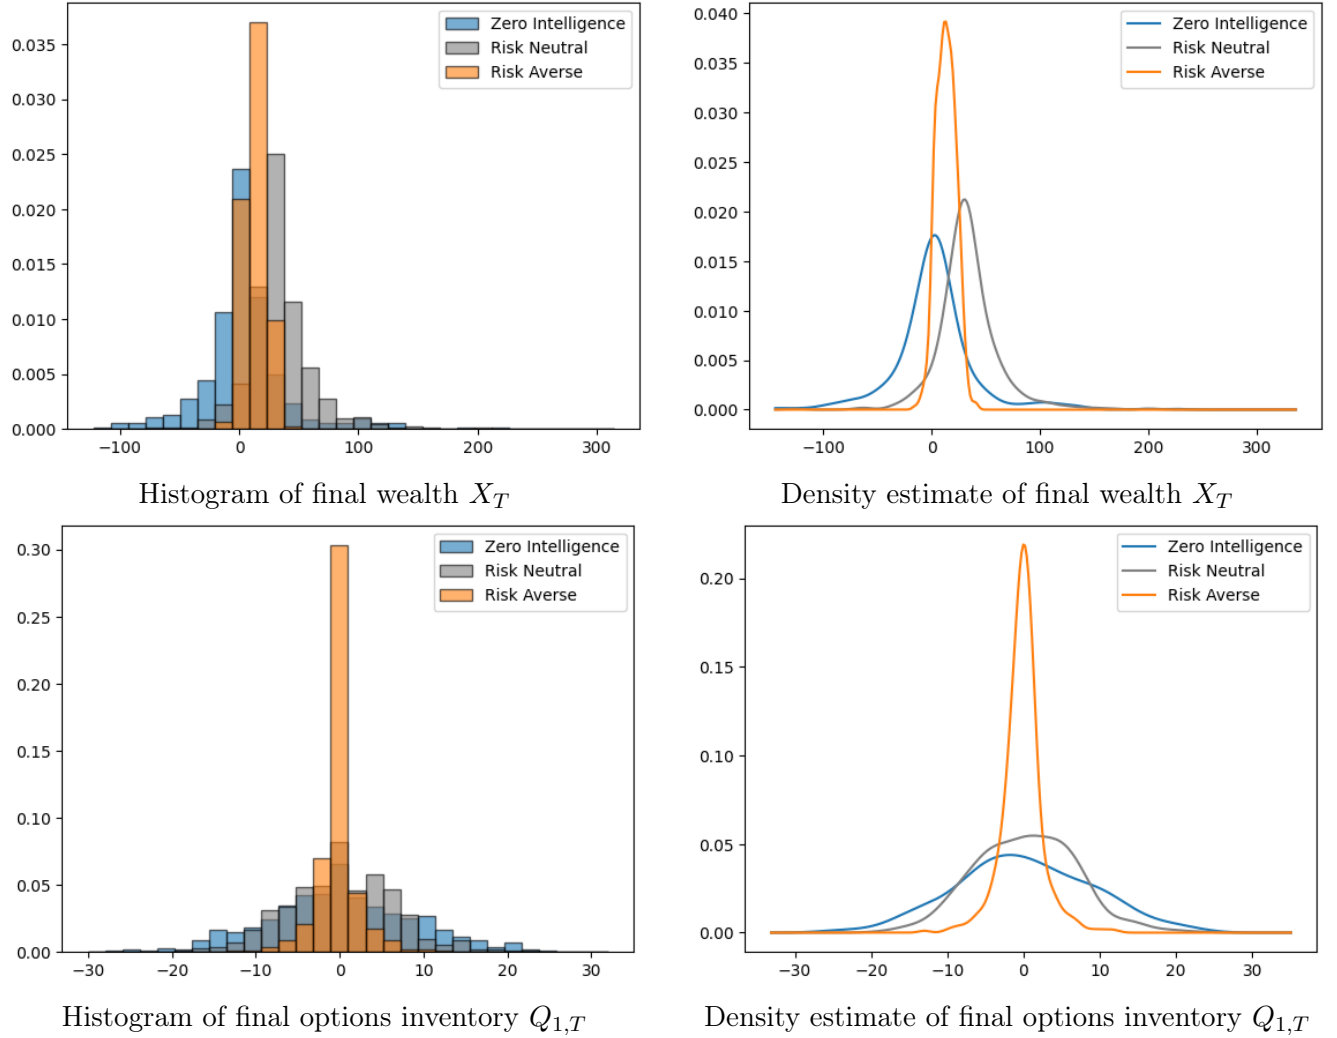 Zero Intelligence
Risk Neutral
Risk Averse
0.035
0.030
0.025
0.020
0.015
0.010
0.005
0.000
−100 0 100 200 300
Histogram of final wealth X_T
Zero Intelligence
Risk Neutral
Risk Averse
0.040
0.035
0.030
0.025
0.020
0.015
0.010
0.005
0.000
−100 0 100 200 300
Density estimate of final wealth X_T
Zero Intelligence
Risk Neutral
Risk Averse
0.30
0.25
0.20
0.15
0.10
0.05
0.00
−30 −20 −10 0 10 20 30
Histogram of final options inventory Q_{1,T}
Zero Intelligence
Risk Neutral
Risk Averse
0.20
0.15
0.10
0.05
0.00
−30 −20 −10 0 10 20 30
Density estimate of final options inventory Q_{1,T}